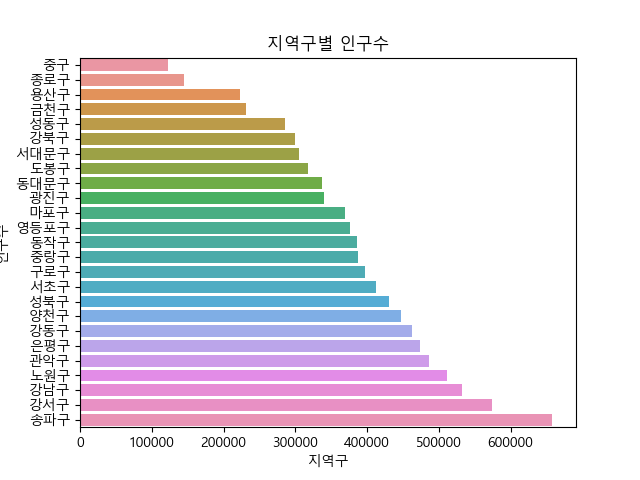 지역구별 인구수
중구
종로구
용산구
금천구
성동구
강북구
서대문구
도봉구
동대문구
광진구
마포구
영등포구
동작구
중랑구
구로구
서초구
성북구
양천구
강동구
은평구
관악구
노원구
강남구
강서구
송파구
0 100000 200000 300000 400000 500000 600000
지역구